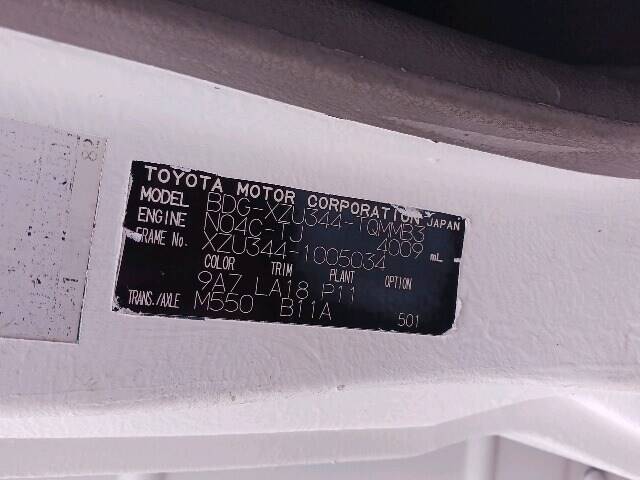 TOYOTA MOTOR CORPORATION JAPAN
MODEL BDG-XZU344-TQMMB3
ENGINE N04C-TJ 4009 mL
FRAME No. XZU344-1005034
COLOR TRIM PLANT OPTION
9A7 LA18 P11
TRANS./AXLE M550 B11A 501